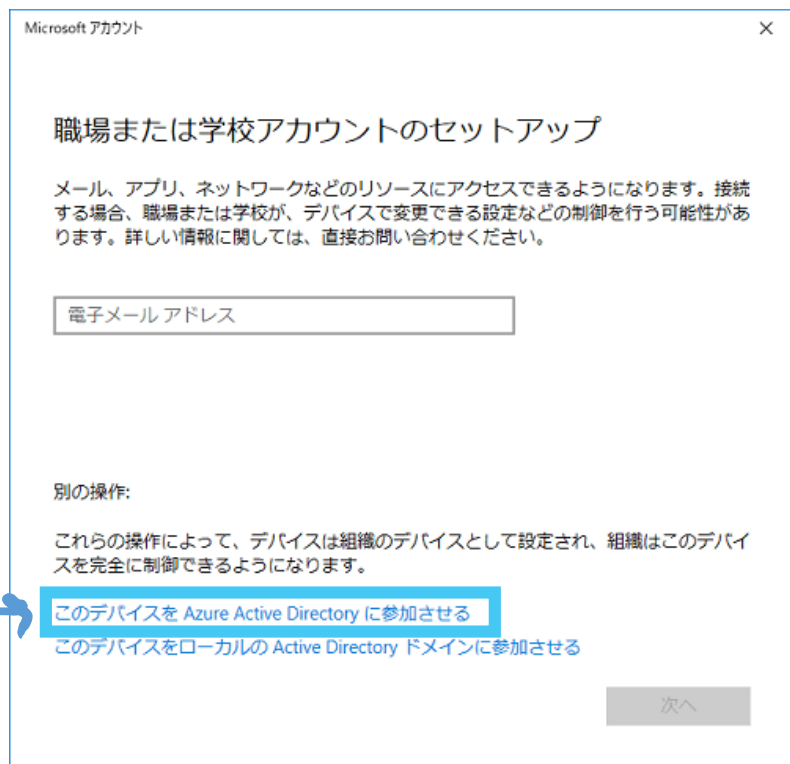 Microsoft アカウント
職場または学校アカウントのセットアップ
メール、アプリ、ネットワークなどのリソースにアクセスできるようになります。接続
する場合、職場または学校が、デバイスで変更できる設定などの制御を行う可能性があ
ります。詳しい情報に関しては、直接お問い合わせください。
電子メール アドレス
別の操作:
これらの操作によって、デバイスは組織のデバイスとして設定され、組織はこのデバイ
スを完全に制御できるようになります。
このデバイスを Azure Active Directory に参加させる
このデバイスをローカルの Active Directory ドメインに参加させる
次へ